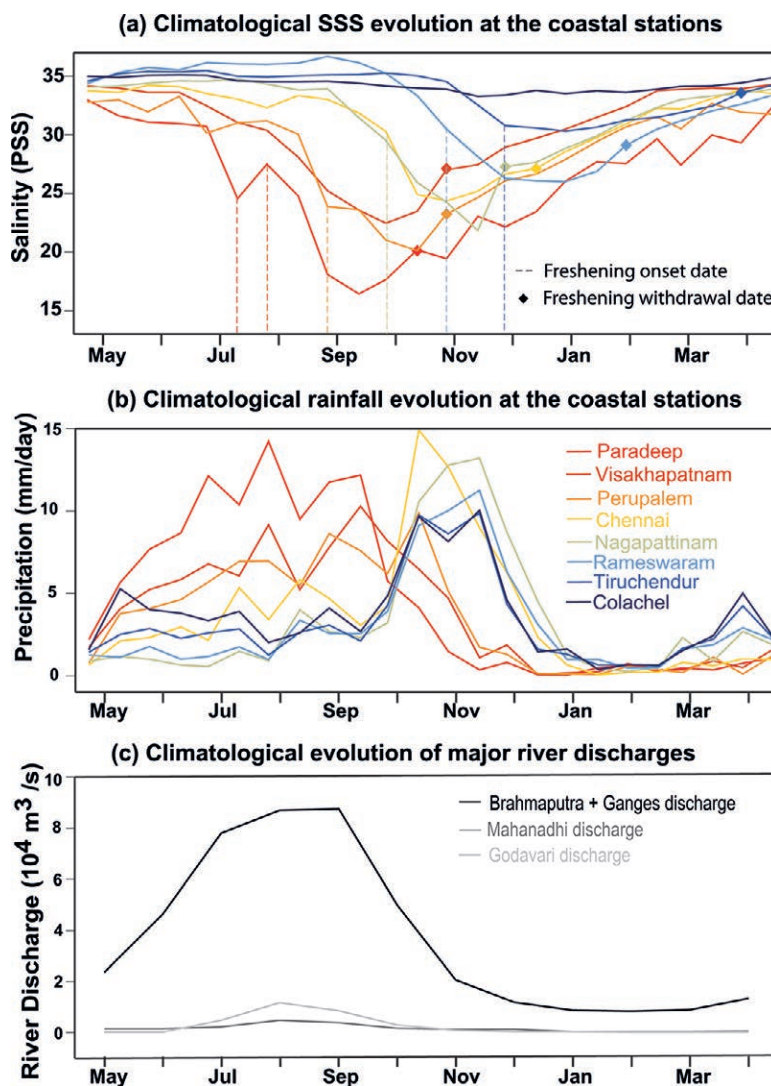 (a) Climatological SSS evolution at the coastal stations
Salinity (PSS)
35
30
25
20
15
Freshening onset date
Freshening withdrawal date
May Jul Sep Nov Jan Mar
(b) Climatological rainfall evolution at the coastal stations
Precipitation (mm/day)
15
10
5
0
Paradeep
Visakhapatnam
Perupalem
Chennai
Nagapattinam
Rameswaram
Tiruchendur
Colachel
May Jul Sep Nov Jan Mar
(c) Climatological evolution of major river discharges
River Discharge (10⁴ m³ /s)
10
8
6
4
2
0
Brahmaputra + Ganges discharge
Mahanadhi discharge
Godavari discharge
May Jul Sep Nov Jan Mar